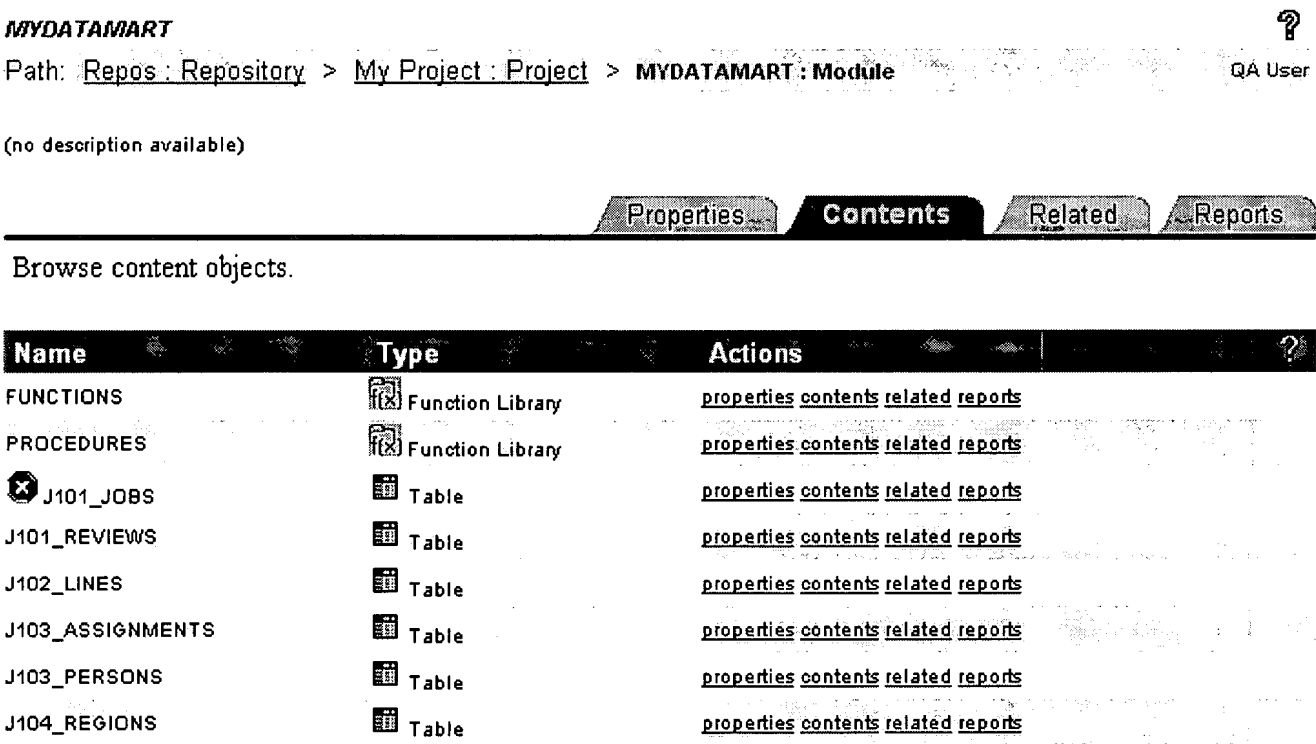 MYDATAMART
?
Path: Repos : Repository > My Project : Project > MYDATAMART : Module
QA User
(no description available)
Properties Contents Related Reports
Browse content objects.
Name Type Actions ?
FUNCTIONS f(x) Function Library properties contents related reports
PROCEDURES f(x) Function Library properties contents related reports
J101_JOBS Table properties contents related reports
J101_REVIEWS Table properties contents related reports
J102_LINES Table properties contents related reports
J103_ASSIGNMENTS Table properties contents related reports
J103_PERSONS Table properties contents related reports
J104_REGIONS Table properties contents related reports